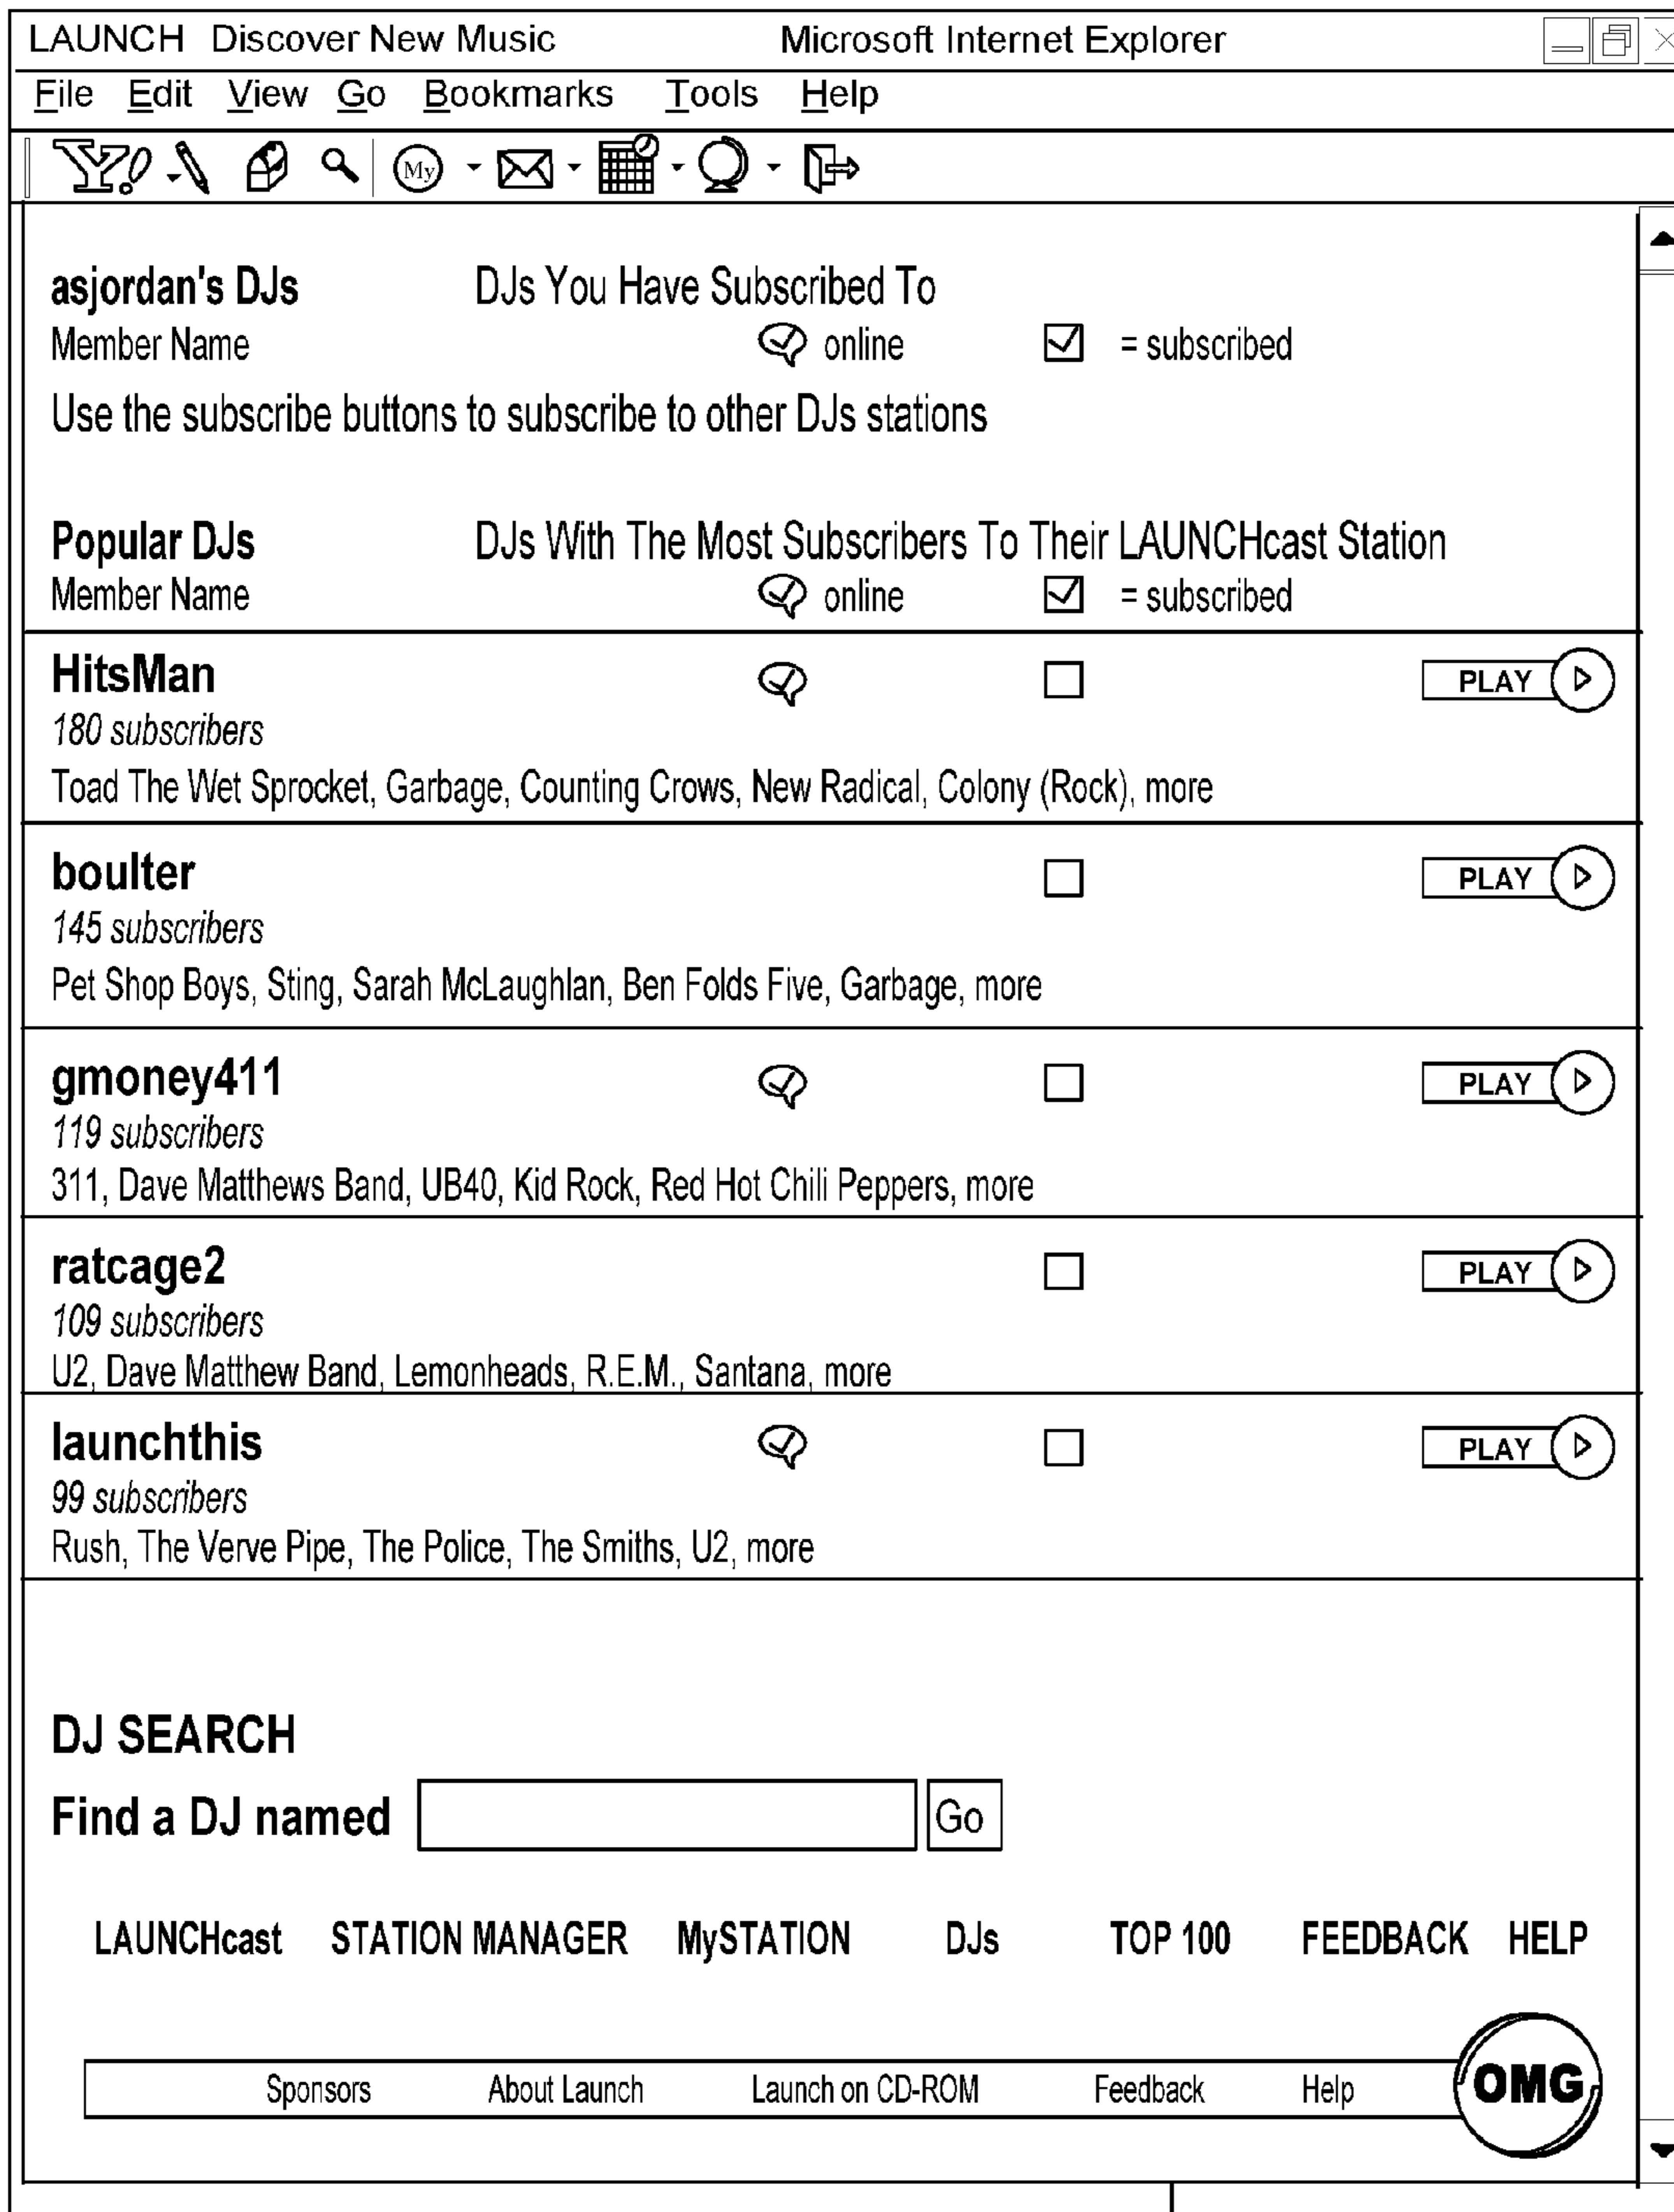 LAUNCH Discover New Music Microsoft Internet Explorer
File Edit View Go Bookmarks Tools Help
Y! My
asjordan's DJs DJs You Have Subscribed To
Member Name online = subscribed
Use the subscribe buttons to subscribe to other DJs stations
Popular DJs DJs With The Most Subscribers To Their LAUNCHcast Station
Member Name online = subscribed
HitsMan PLAY
180 subscribers
Toad The Wet Sprocket, Garbage, Counting Crows, New Radical, Colony (Rock), more
boulter PLAY
145 subscribers
Pet Shop Boys, Sting, Sarah McLaughlan, Ben Folds Five, Garbage, more
gmoney411 PLAY
119 subscribers
311, Dave Matthews Band, UB40, Kid Rock, Red Hot Chili Peppers, more
ratcage2 PLAY
109 subscribers
U2, Dave Matthew Band, Lemonheads, R.E.M., Santana, more
launchthis PLAY
99 subscribers
Rush, The Verve Pipe, The Police, The Smiths, U2, more
DJ SEARCH
Find a DJ named Go
LAUNCHcast STATION MANAGER MySTATION DJs TOP 100 FEEDBACK HELP
Sponsors About Launch Launch on CD-ROM Feedback Help OMG